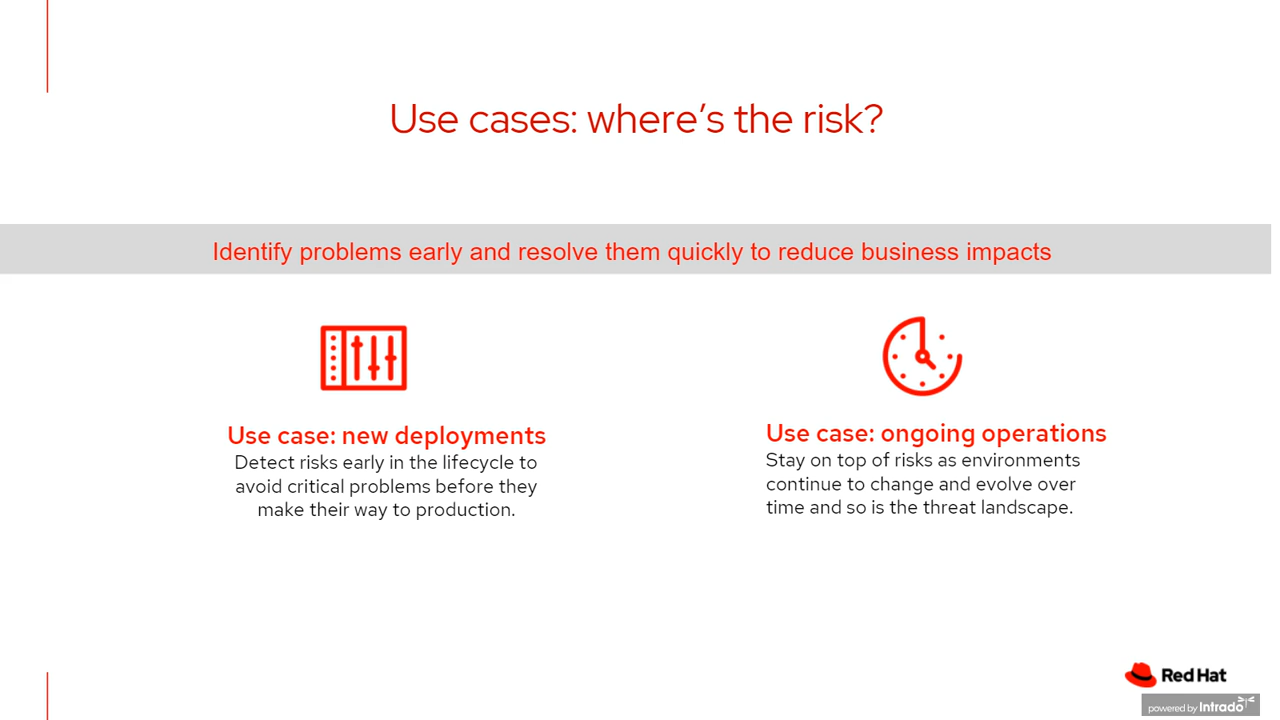 Use cases: where's the risk?
Identify problems early and resolve them quickly to reduce business impacts
Use case: new deployments
Detect risks early in the lifecycle to
avoid critical problems before they
make their way to production.
Use case: ongoing operations
Stay on top of risks as environments
continue to change and evolve over
time and so is the threat landscape.
Red Hat
powered by Intrado